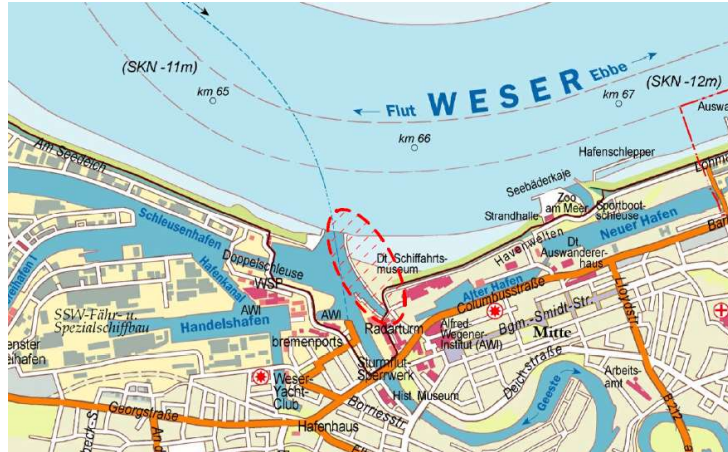 (SKN -11m)
km 65
Flut WESER Ebbe
(SKN -12m)
km 67
km 66
Hafenschlepper
Am Seedeich
Seebäderkaje
Zoo
am Meer
Sportboot-
schleuse
Strandhalle
Neuer Hafen
Schleusenhafen
Havenwelten
Dt.
Auswanderer-
haus
Dt. Schiffahrts-
museum
Doppelschleuse
WSP
Hafenkanal
Alter Hafen
Columbusstraße
AWI
Handelshafen
SSW-Fähr- u.
Spezialschiffbau
AWI
bremenports
Radarturm
Alfred-
Wegener-
Institut (AWI)
Bgm.-Smidt-Str.
Mitte
Lloydstr.
Deichstraße
Sturmflut-
Sperrwerk
Weser-
Yacht-
Club
Hist. Museum
Geeste
Arbeits-
amt
Georgstraße
Borriesstr.
Hafenhaus
B 212